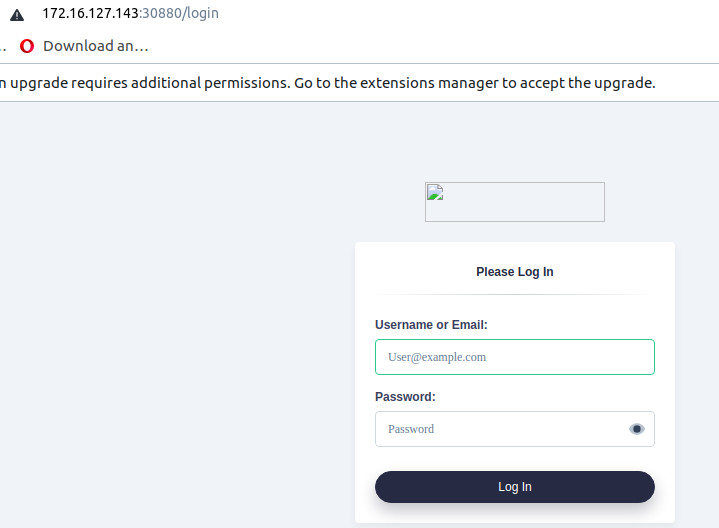 172.16.127.143:30880/login
Download an...
n upgrade requires additional permissions. Go to the extensions manager to accept the upgrade.
Please Log In
Username or Email:
User@example.com
Password:
Password
Log In